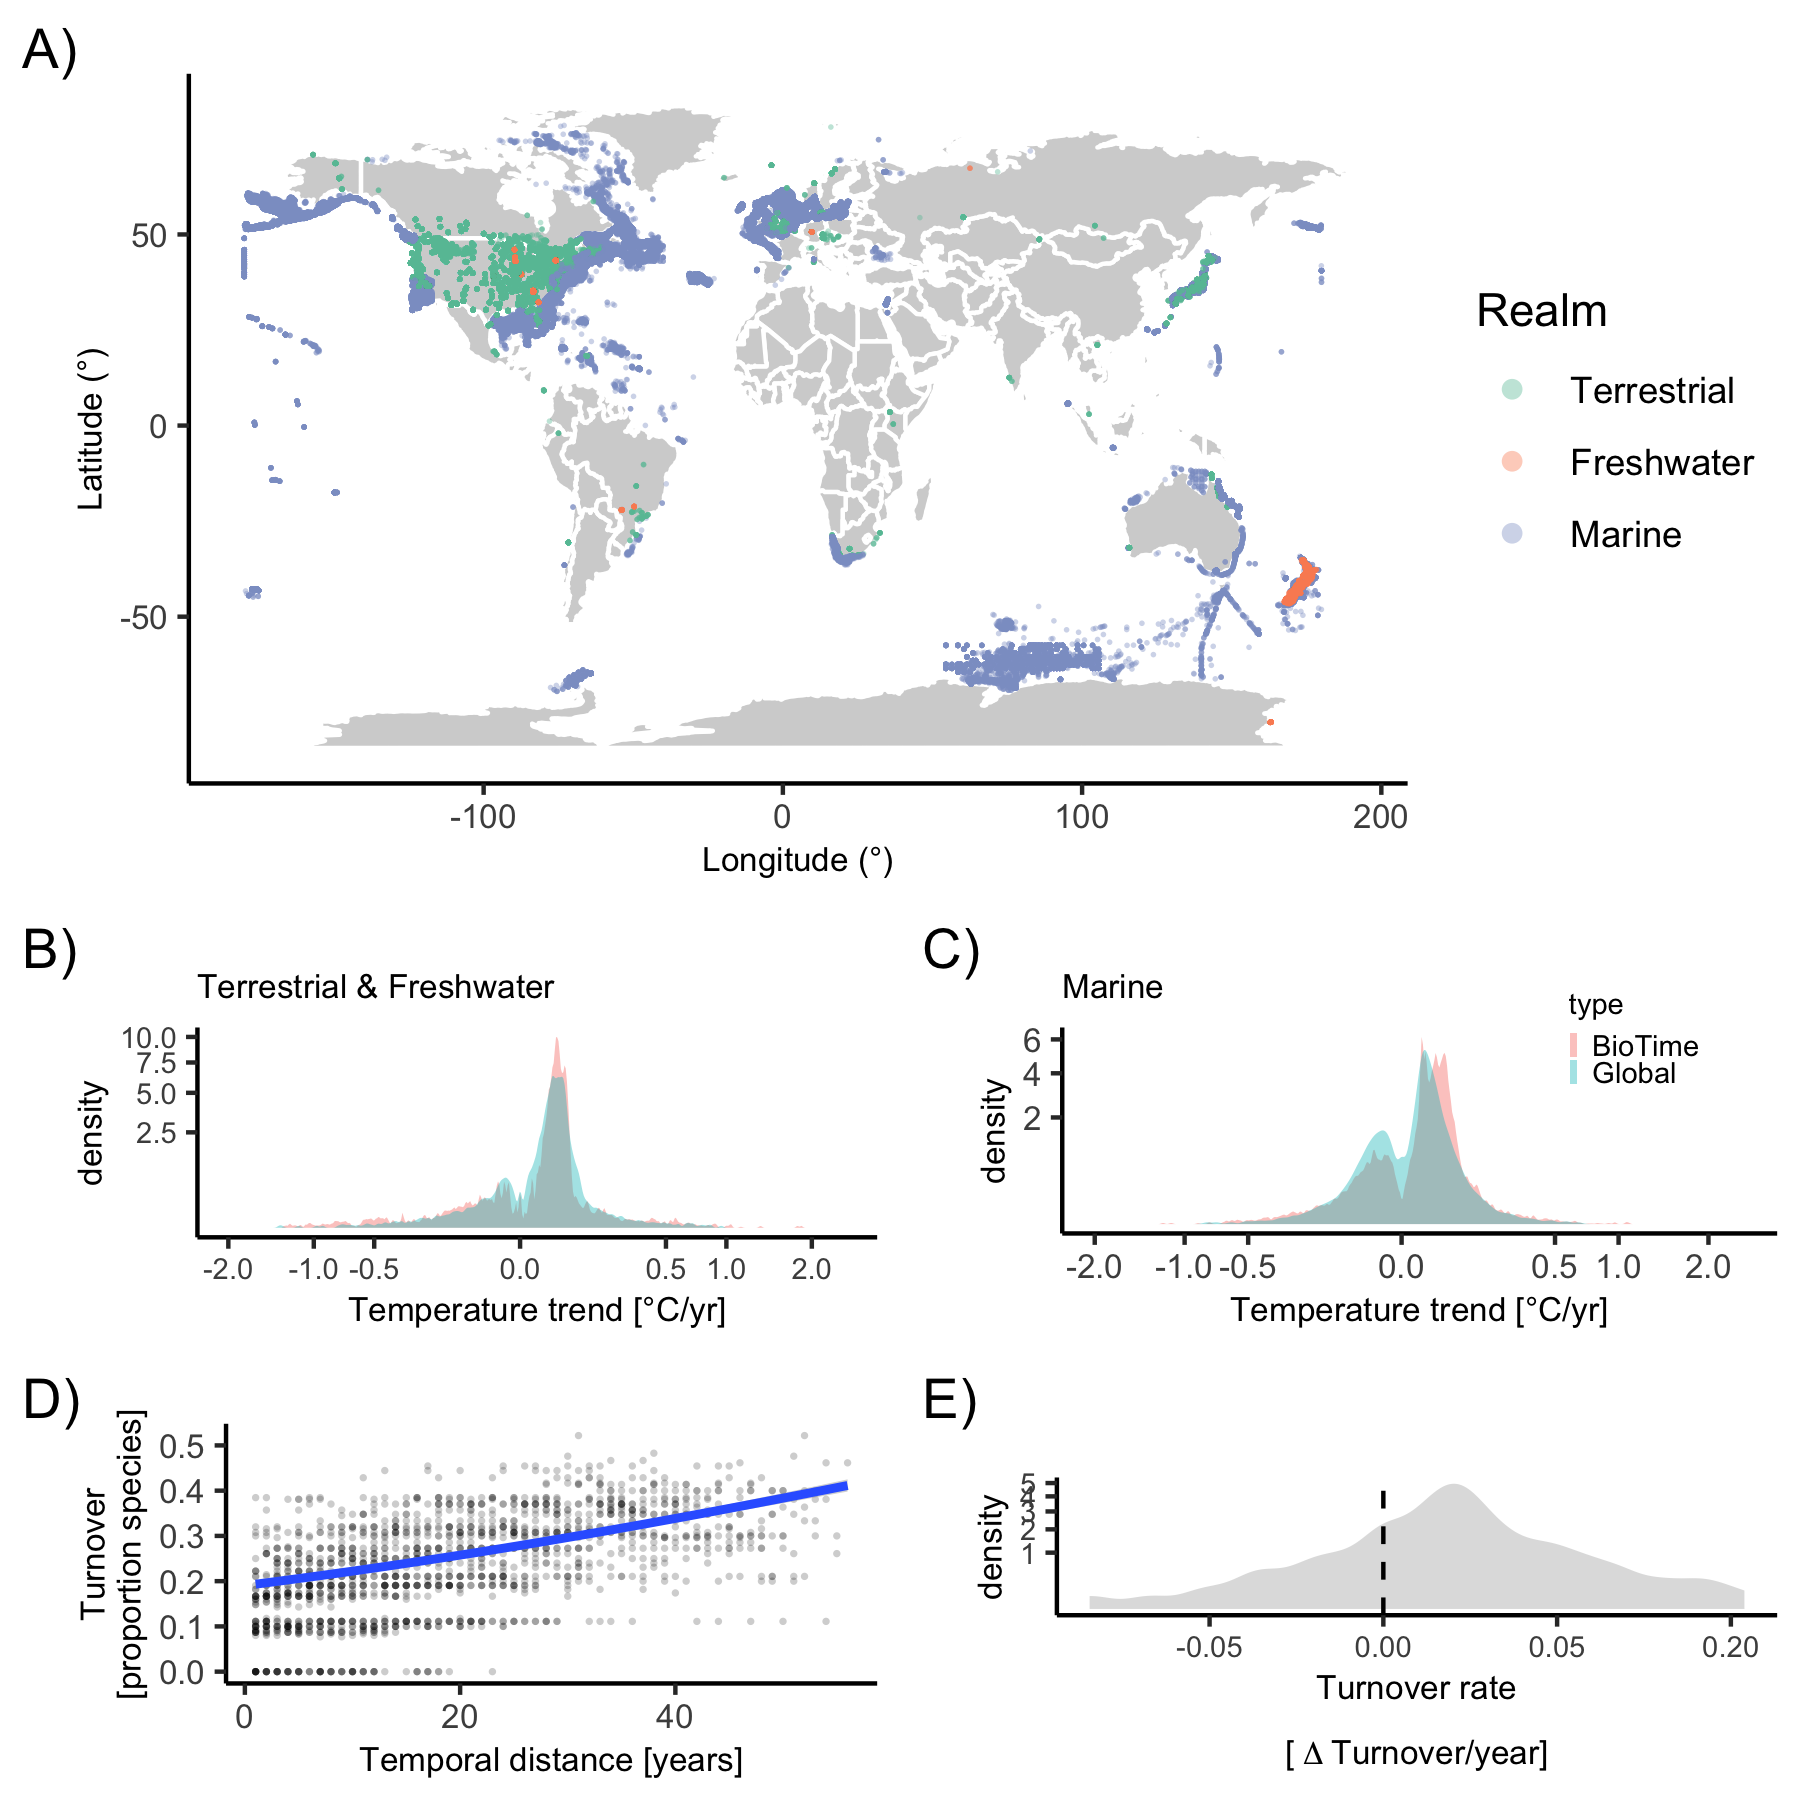 A)
50
0
-50
Latitude (°)
-100 0 100 200
Longitude (°)
Realm
Terrestrial
Freshwater
Marine
B)
Terrestrial & Freshwater
10.0
7.5
5.0
2.5
density
-2.0 -1.0 -0.5 0.0 0.5 1.0 2.0
Temperature trend [°C/yr]
C)
Marine
6
4
2
density
-2.0 -1.0 -0.5 0.0 0.5 1.0 2.0
Temperature trend [°C/yr]
type
BioTime
Global
D)
Turnover
[proportion species]
0.5
0.4
0.3
0.2
0.1
0.0
0 20 40
Temporal distance [years]
E)
5
4
3
2
1
density
-0.05 0.00 0.05 0.20
Turnover rate
[ Δ Turnover/year]